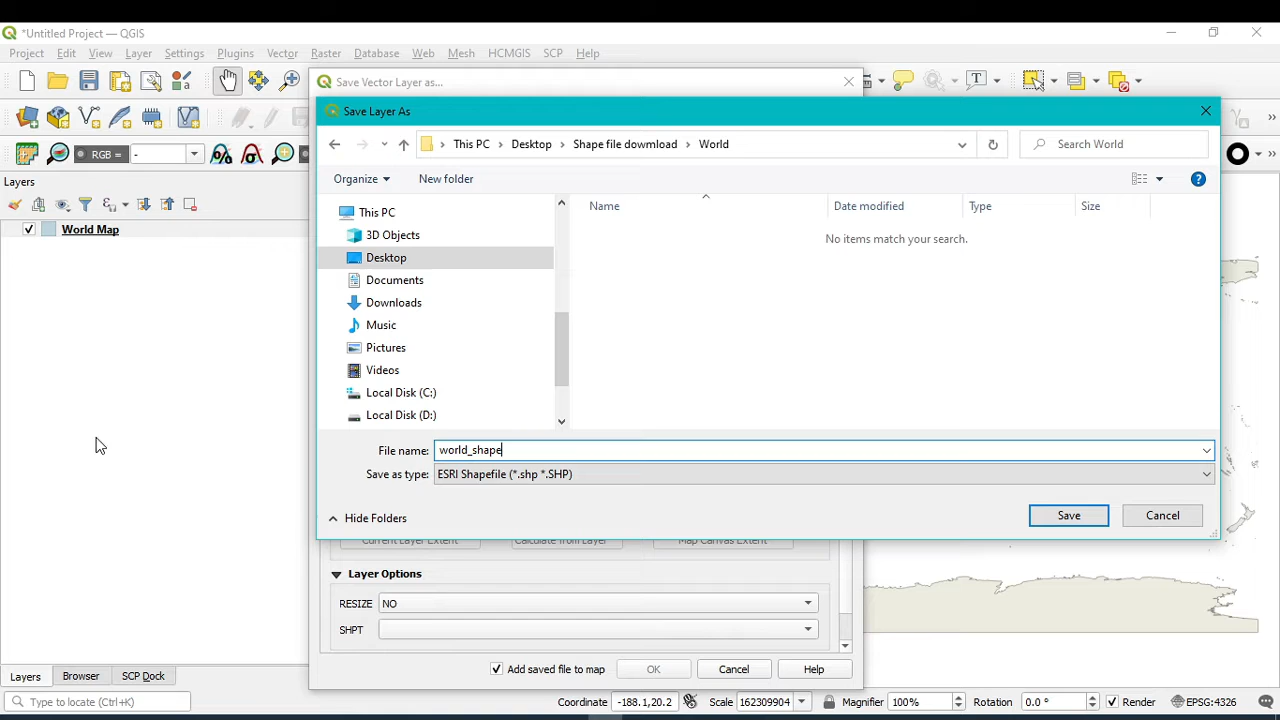 *Untitled Project — QGIS
Project Edit View Layer Settings Plugins Vector Raster Database Web Mesh HCMGIS SCP Help
Save Vector Layer as...
Save Layer As
This PC > Desktop > Shape file dowmload > World
Search World
RGB = -
Organize New folder
Layers
World Map
This PC
3D Objects
Desktop
Documents
Downloads
Music
Pictures
Videos
Local Disk (C:)
Local Disk (D:)
Name Date modified Type Size
No items match your search.
File name: world_shape
Save as type: ESRI Shapefile (*.shp *.SHP)
Hide Folders Save Cancel
Current Layer Extent Calculate from Layer Map Canvas Extent
Layer Options
RESIZE NO
SHPT
Add saved file to map OK Cancel Help
Layers Browser SCP Dock
Type to locate (Ctrl+K) Coordinate -188.1,20.2 Scale 162309904 Magnifier 100% Rotation 0.0 ° Render EPSG:4326